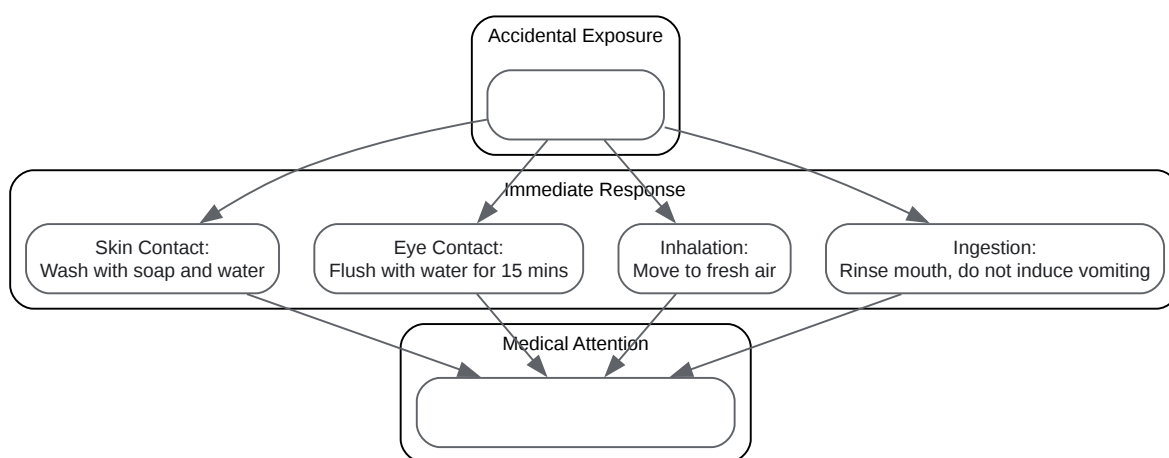 Accidental Exposure
Immediate Response
Skin Contact:
Wash with soap and water
Eye Contact:
Flush with water for 15 mins
Inhalation:
Move to fresh air
Ingestion:
Rinse mouth, do not induce vomiting
Medical Attention